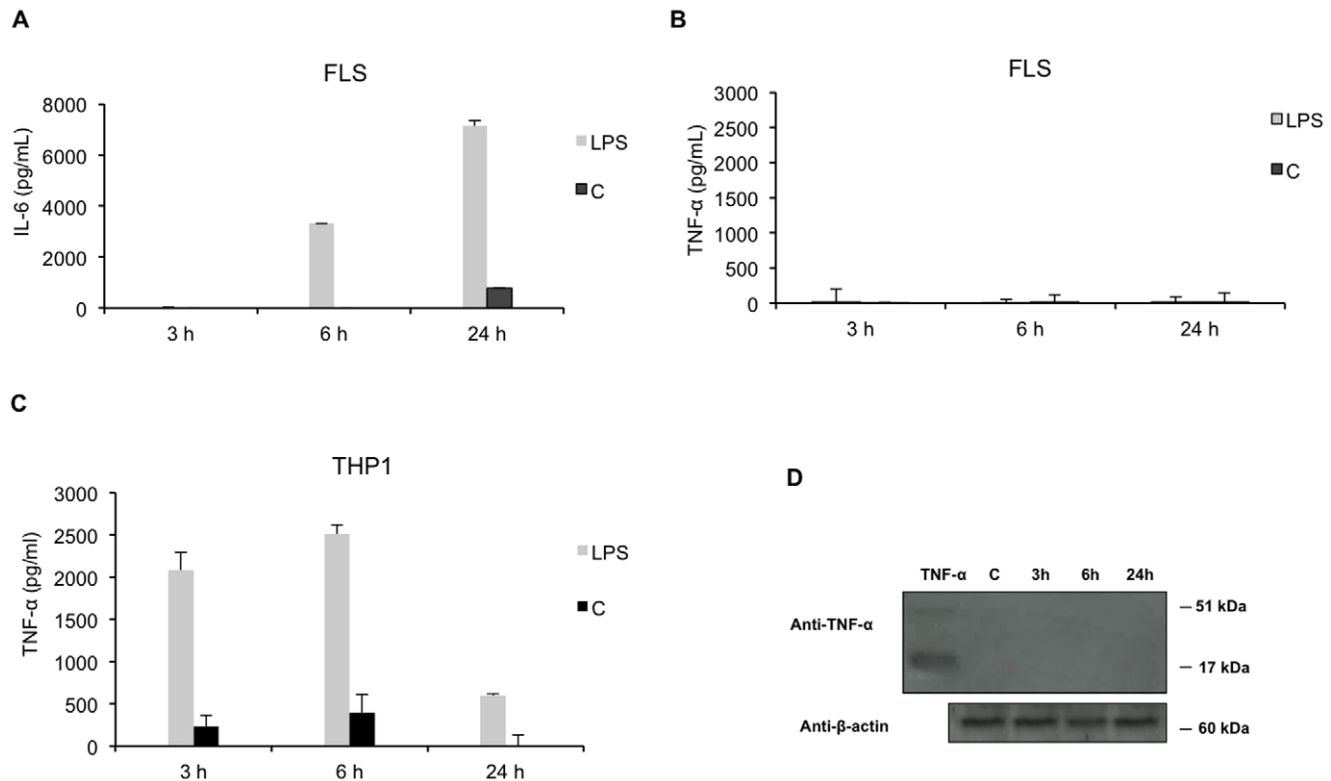 A
FLS
IL-6 (pg/mL)
8000
6000
4000
2000
0
3 h 6 h 24 h
LPS
C
B
FLS
TNF-α (pg/mL)
3000
2500
2000
1500
1000
500
0
3 h 6 h 24 h
LPS
C
C
THP1
TNF-α (pg/ml)
3000
2500
2000
1500
1000
500
0
3 h 6 h 24 h
LPS
C
D
TNF-α C 3h 6h 24h
Anti-TNF-α
– 51 kDa
– 17 kDa
Anti-β-actin
– 60 kDa